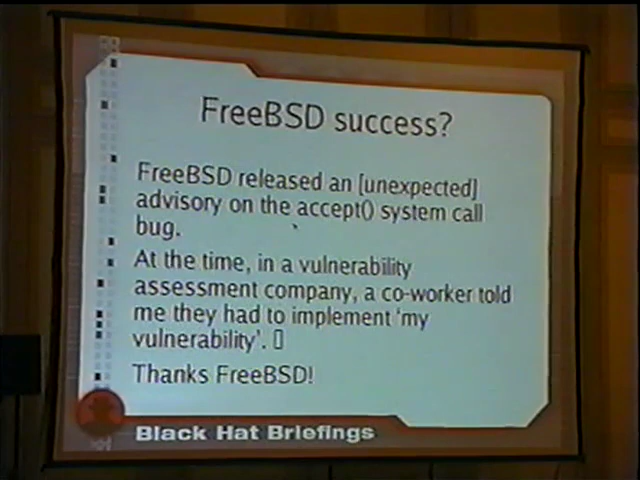 FreeBSD success?
FreeBSD released an [unexpected]
advisory on the accept() system call
bug.
At the time, in a vulnerability
assessment company, a co-worker told
me they had to implement 'my
vulnerability'. 
Thanks FreeBSD!
Black Hat Briefings